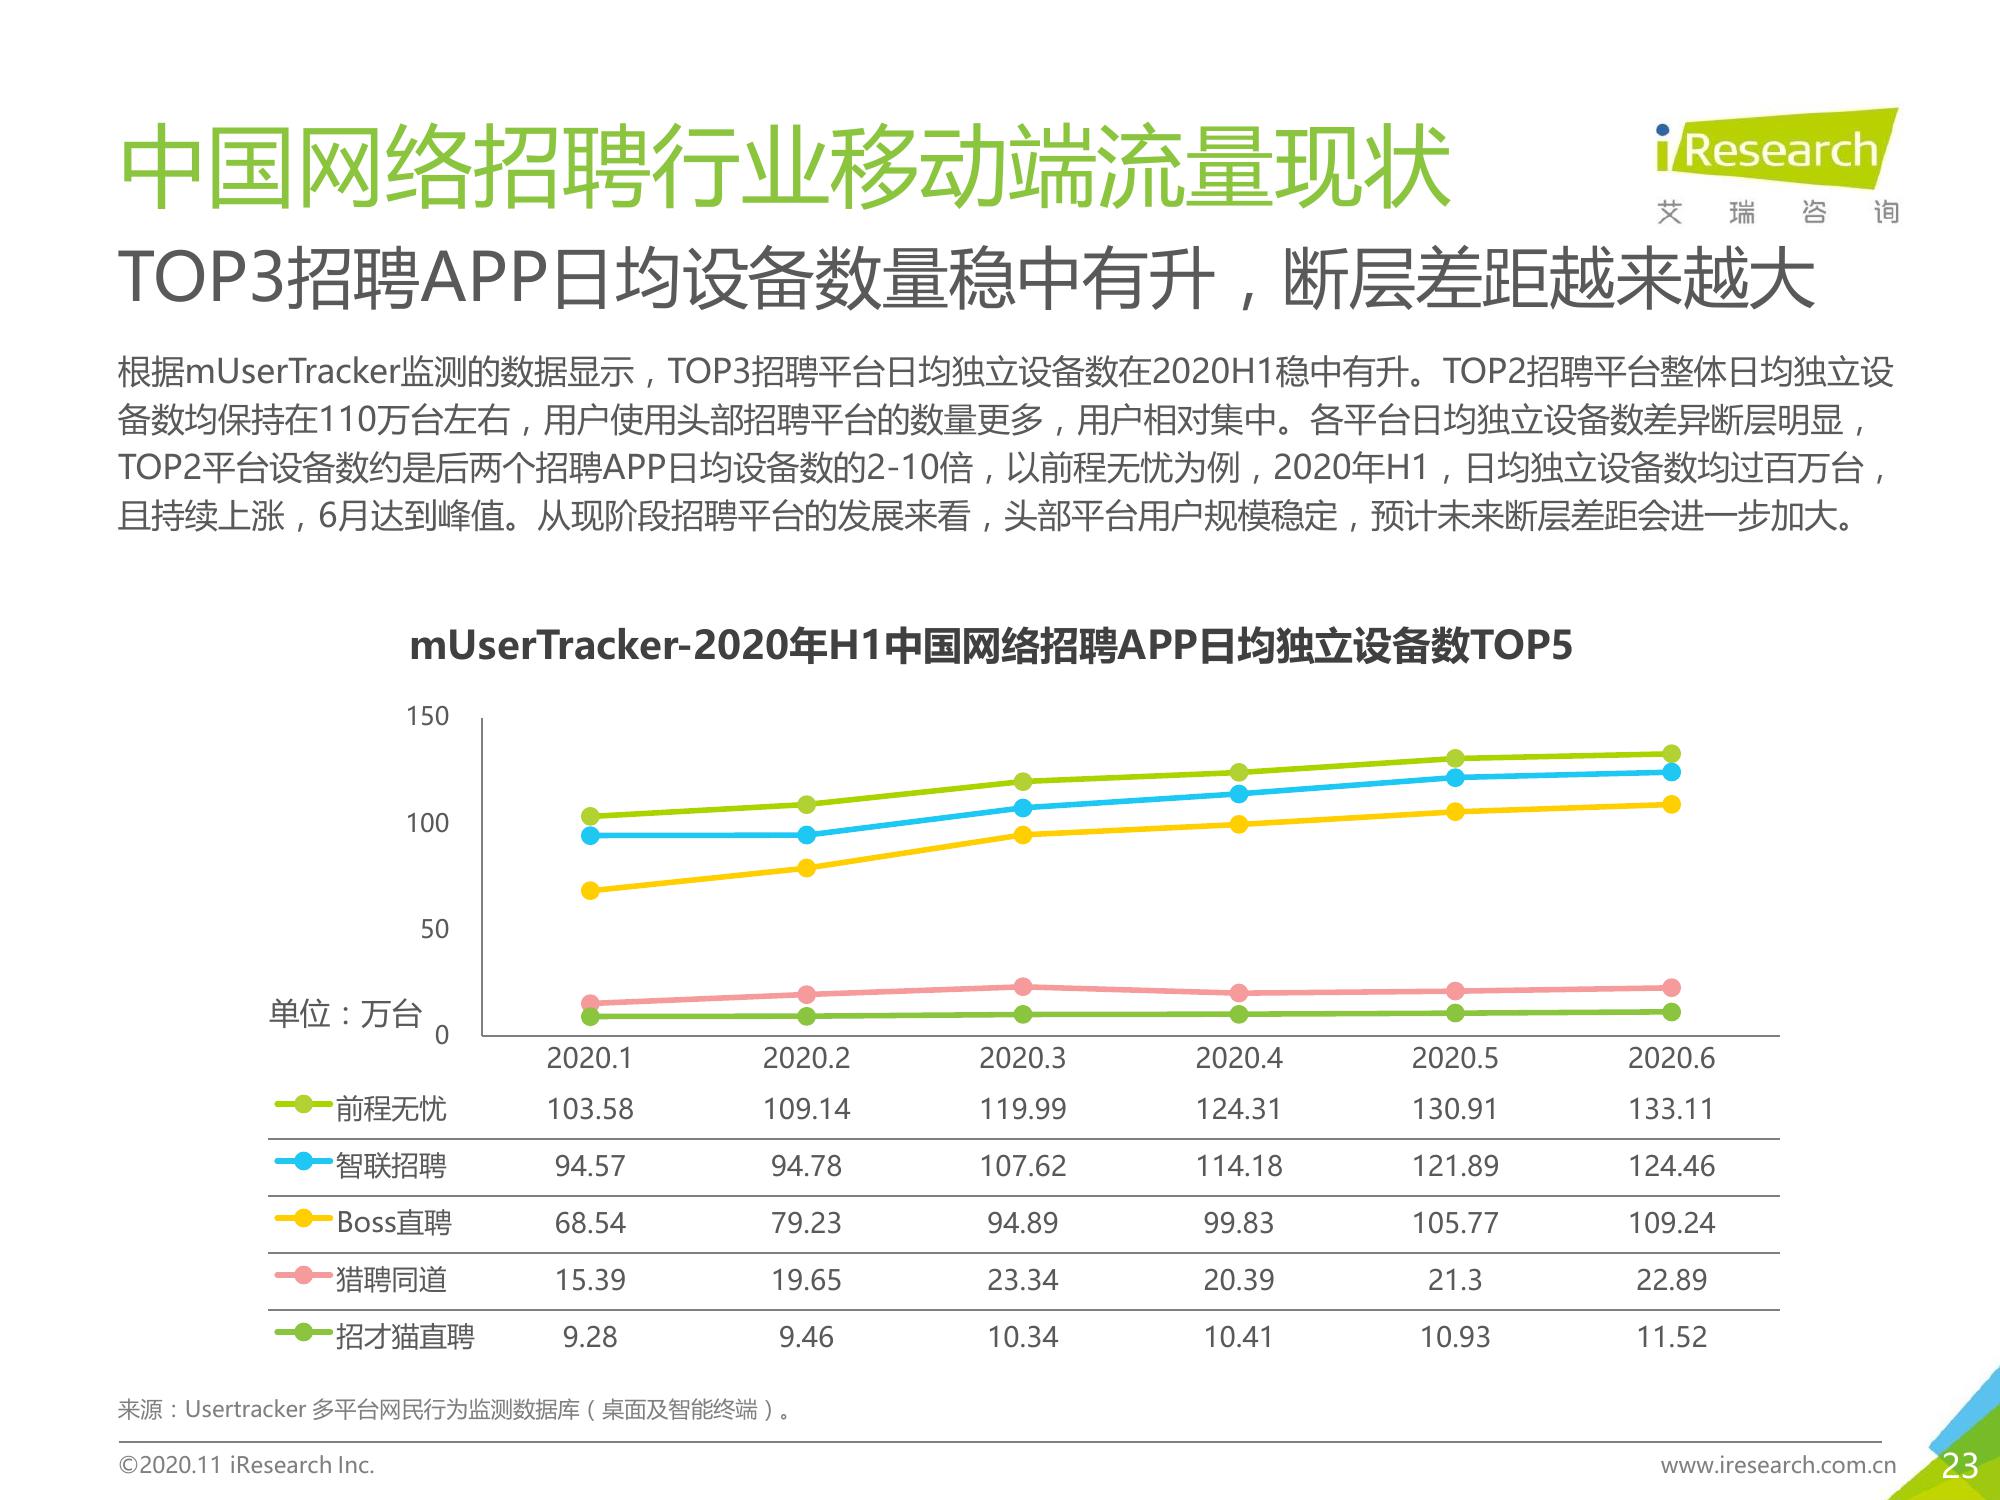 中国网络招聘行业移动端流量现状
iResearch
艾瑞咨询
TOP3招聘APP日均设备数量稳中有升，断层差距越来越大
根据mUserTracker监测的数据显示，TOP3招聘平台日均独立设备数在2020H1稳中有升。TOP2招聘平台整体日均独立设
备数均保持在110万台左右，用户使用头部招聘平台的数量更多，用户相对集中。各平台日均独立设备数差异断层明显，
TOP2平台设备数约是后两个招聘APP日均设备数的2-10倍，以前程无忧为例，2020年H1，日均独立设备数均过百万台，
且持续上涨，6月达到峰值。从现阶段招聘平台的发展来看，头部平台用户规模稳定，预计未来断层差距会进一步加大。
mUserTracker-2020年H1中国网络招聘APP日均独立设备数TOP5
150
100
50
单位：万台
0
2020.1 2020.2 2020.3 2020.4 2020.5 2020.6
前程无忧 103.58 109.14 119.99 124.31 130.91 133.11
智联招聘 94.57 94.78 107.62 114.18 121.89 124.46
Boss直聘 68.54 79.23 94.89 99.83 105.77 109.24
猎聘同道 15.39 19.65 23.34 20.39 21.3 22.89
招才猫直聘 9.28 9.46 10.34 10.41 10.93 11.52
来源：Usertracker 多平台网民行为监测数据库（桌面及智能终端）。
©2020.11 iResearch Inc.
www.iresearch.com.cn
23